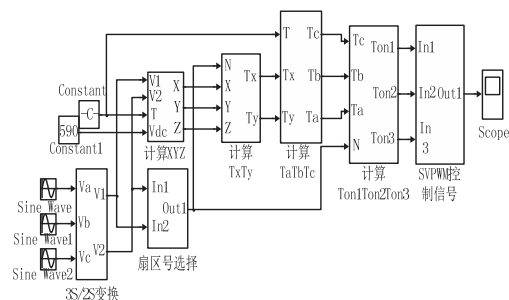 Constant
-C-
590
Constant1
V1
V2
T
Vdc
X
Y
Z
计算XYZ
N
X
Y
Z
Tx
Ty
计算
TxTy
T
Tx
Ty
Tc
Tb
Ta
计算
TaTbTc
Tc
Tb
Ta
N
Ton1
Ton2
Ton3
计算
Ton1Ton2Ton3
In1
In2
In
3
Out1
SVPWM控
制信号
Scope
Sine Wave
Sine Wave1
Sine Wave2
Va
Vb
Vc
V1
V2
3S/2S变换
In1
In2
Out1
扇区号选择